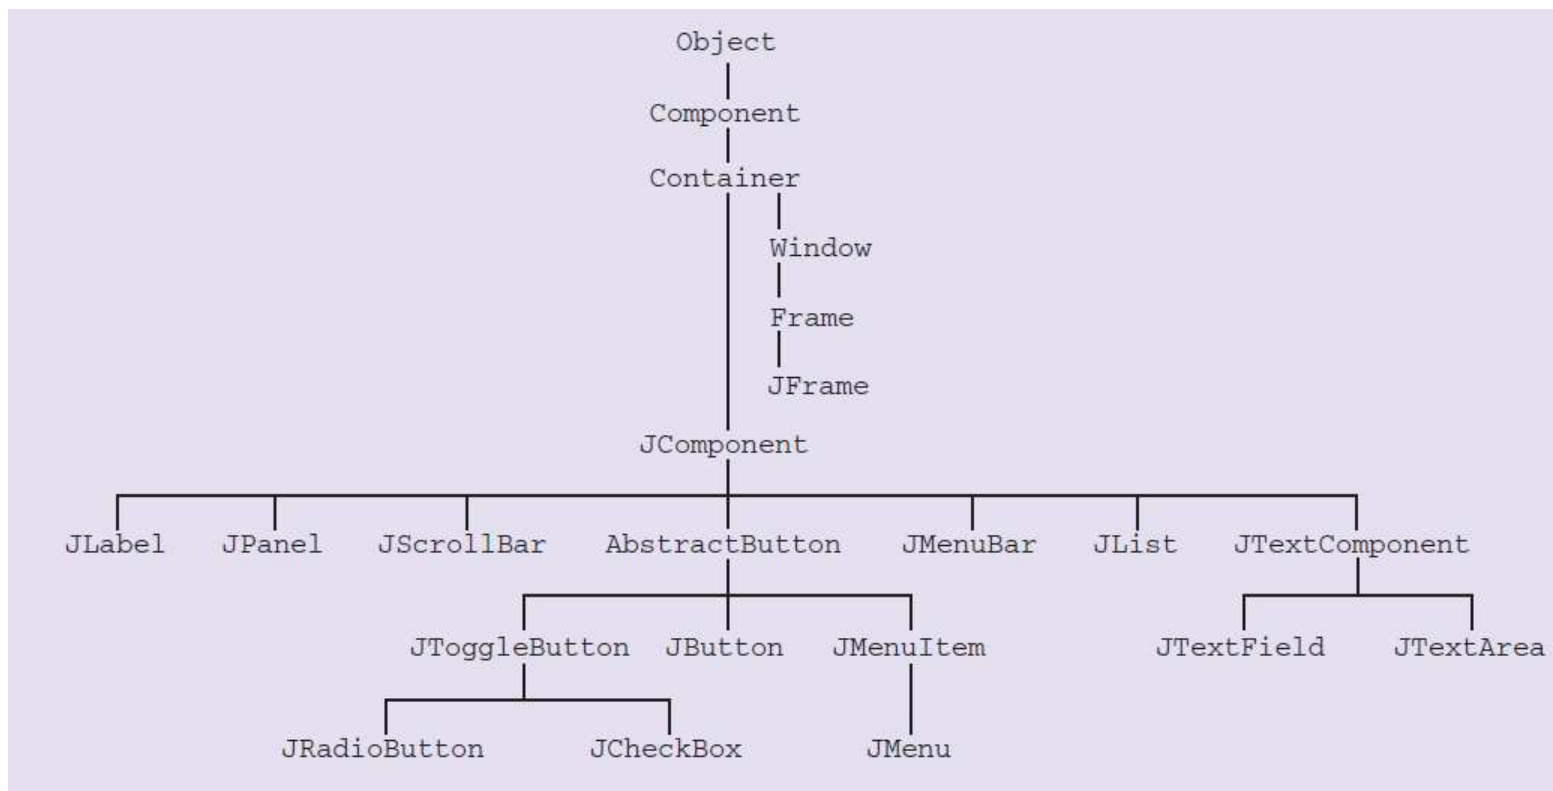 Object
Component
Container
Window
Frame
JFrame
JComponent
JLabel JPanel JScrollBar AbstractButton JMenuBar JList JTextComponent
JToggleButton JButton JMenuItem JTextField JTextArea
JRadioButton JCheckBox JMenu